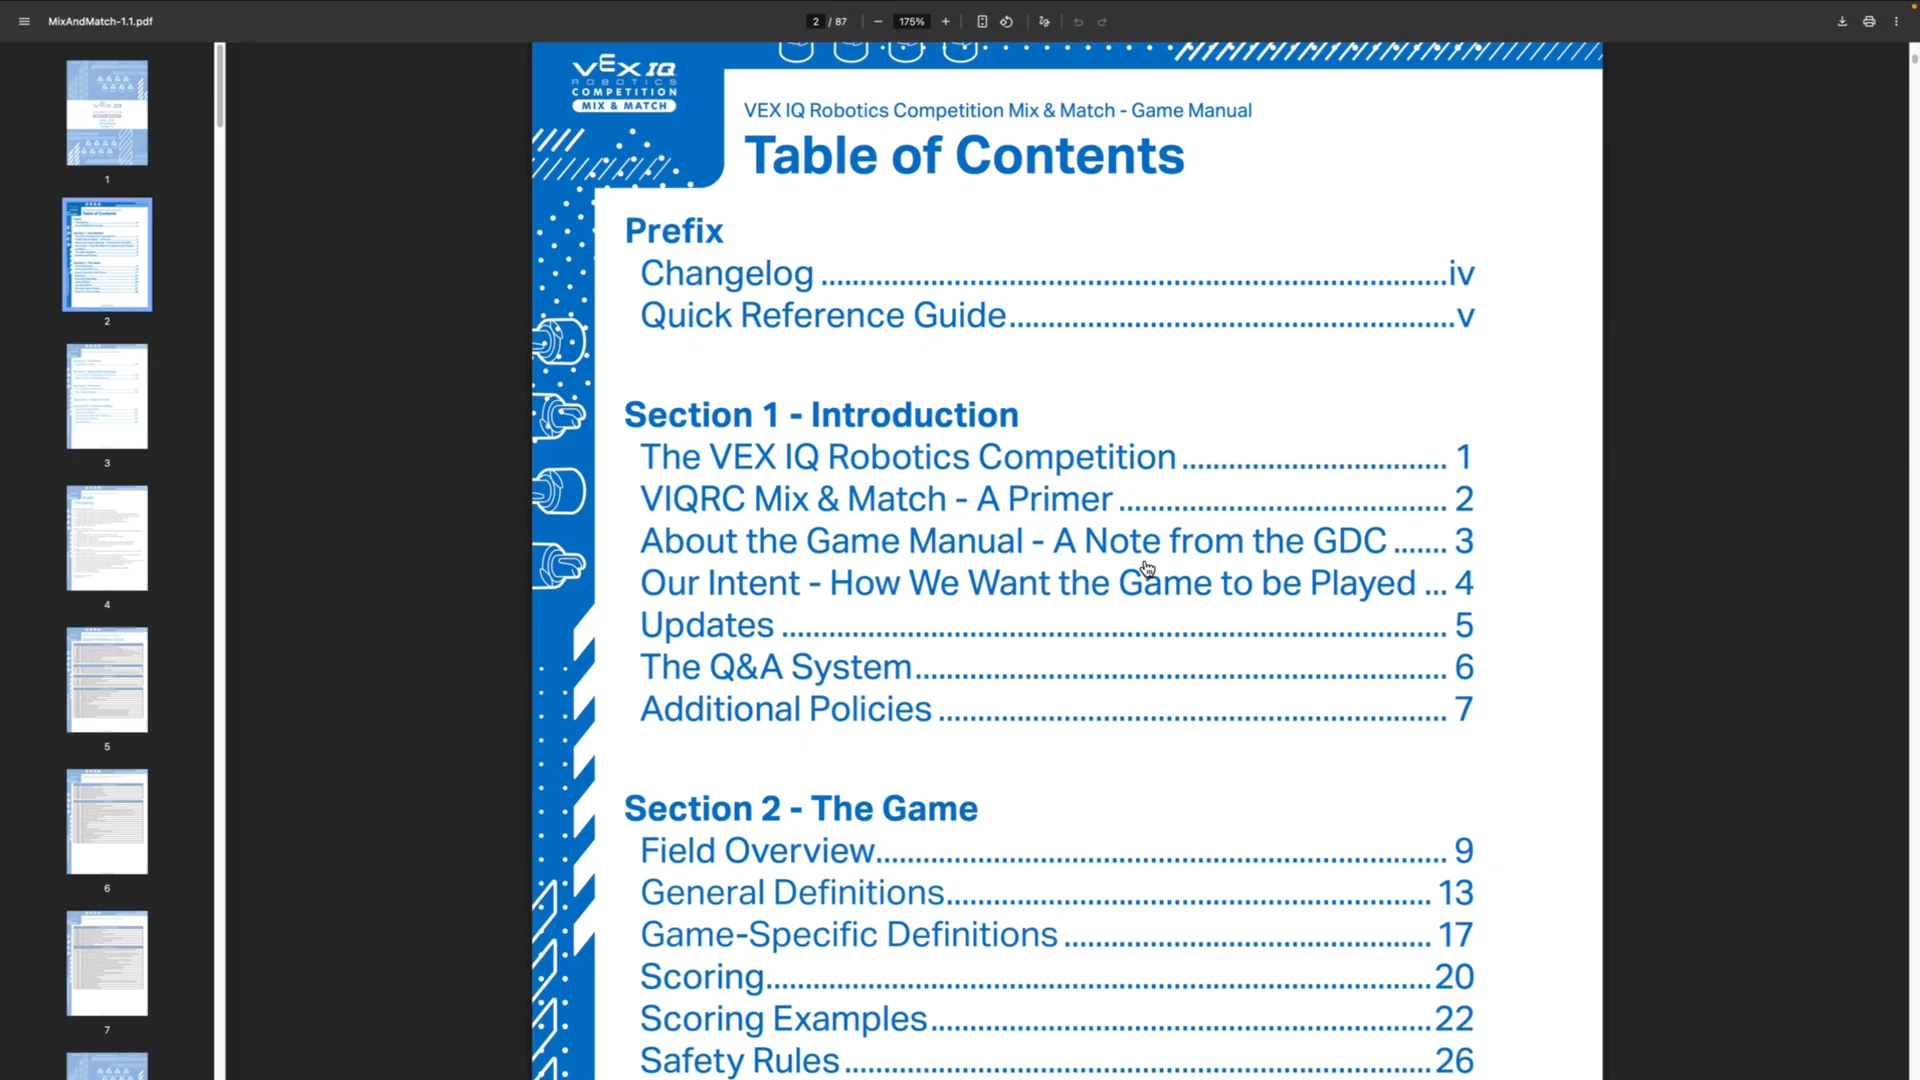 MixAndMatch-1.1.pdf
2 / 87
175%
1
2
3
4
5
6
7
VEX IQ
ROBOTICS
COMPETITION
MIX & MATCH
VEX IQ Robotics Competition Mix & Match - Game Manual
Table of Contents
Prefix
Changelog ................................................................................iv
Quick Reference Guide.........................................................v
Section 1 - Introduction
The VEX IQ Robotics Competition .................................. 1
VIQRC Mix & Match - A Primer .......................................... 2
About the Game Manual - A Note from the GDC ....... 3
Our Intent - How We Want the Game to be Played ... 4
Updates ..................................................................................... 5
The Q&A System.................................................................... 6
Additional Policies ................................................................. 7
Section 2 - The Game
Field Overview......................................................................... 9
General Definitions.............................................................. 13
Game-Specific Definitions ............................................... 17
Scoring.....................................................................................20
Scoring Examples................................................................22
Safety Rules ...........................................................................26